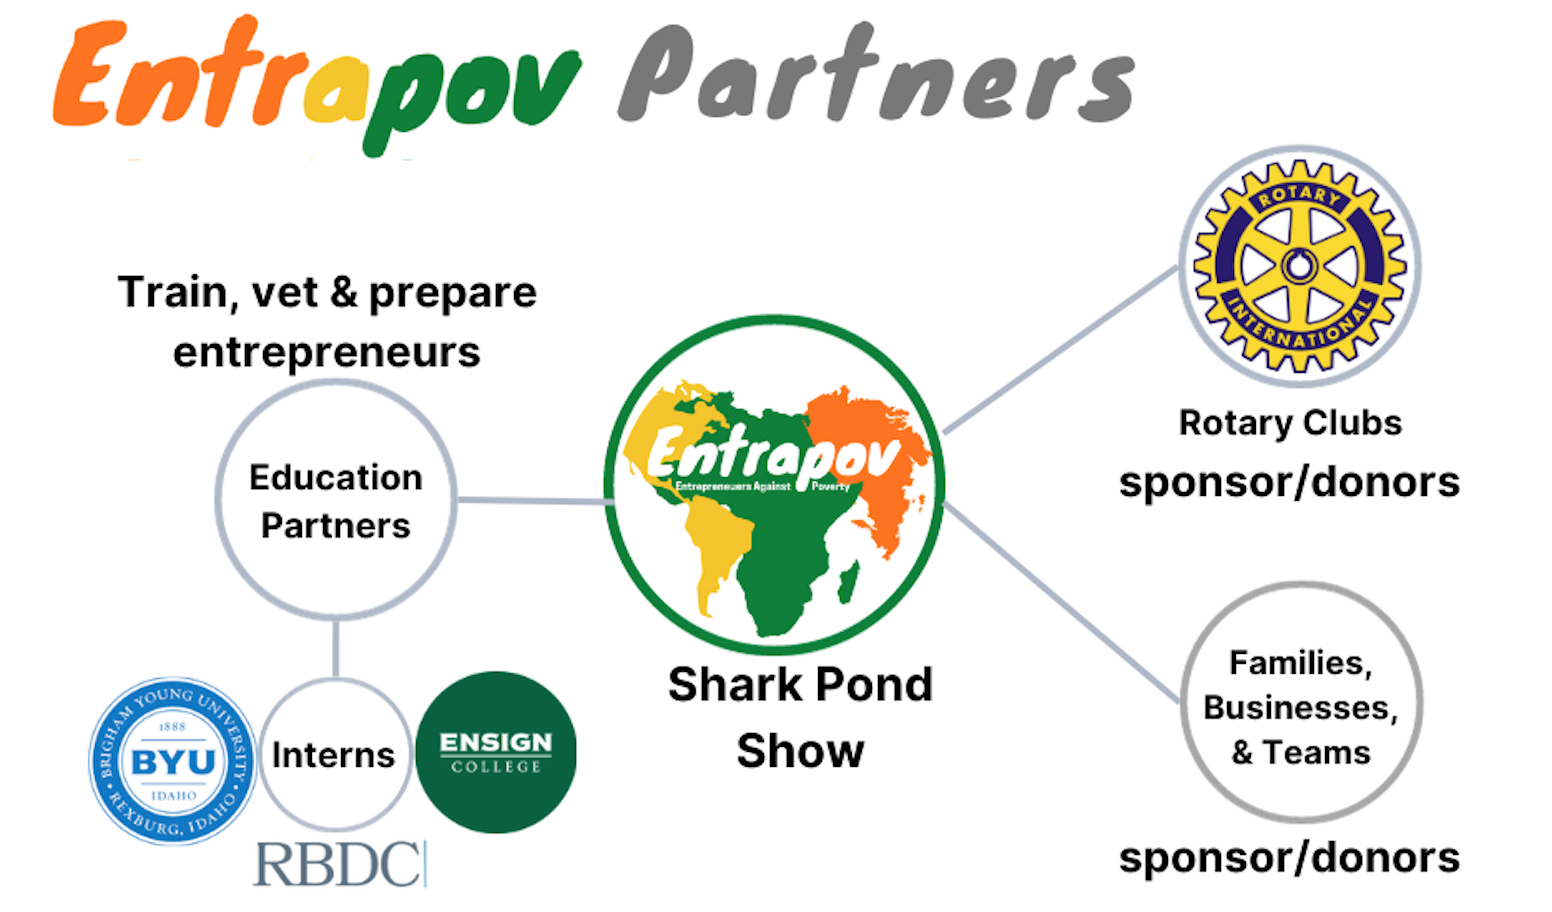 Entrapov Partners
Train, vet & prepare
entrepreneurs
Education
Partners
BRIGHAM YOUNG UNIVERSITY
1888
BYU
IDAHO
REXBURG, IDAHO
Interns
ENSIGN
COLLEGE
RBDC
Entrapov
Entrepreneuers Against Poverty
Shark Pond
Show
ROTARY
INTERNATIONAL
Rotary Clubs
sponsor/donors
Families,
Businesses,
& Teams
sponsor/donors